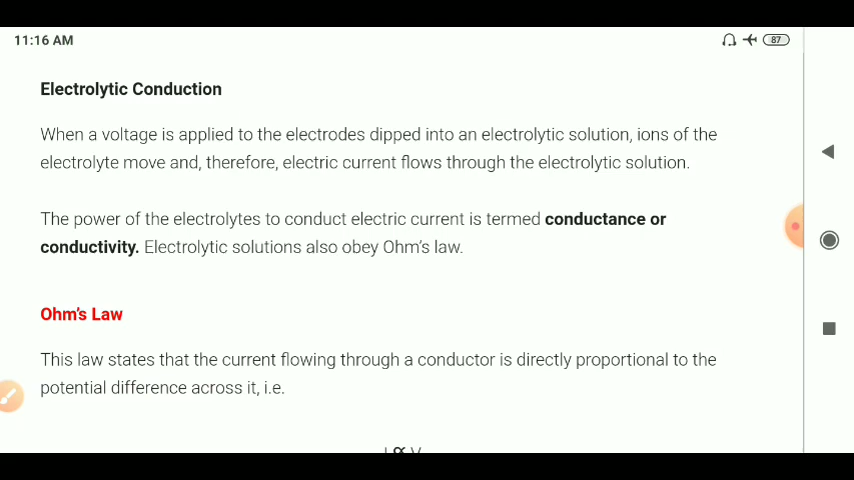 11:16 AM
87
Electrolytic Conduction
When a voltage is applied to the electrodes dipped into an electrolytic solution, ions of the
electrolyte move and, therefore, electric current flows through the electrolytic solution.
The power of the electrolytes to conduct electric current is termed conductance or
conductivity. Electrolytic solutions also obey Ohm's law.
Ohm's Law
This law states that the current flowing through a conductor is directly proportional to the
potential difference across it, i.e.
I ∝ V